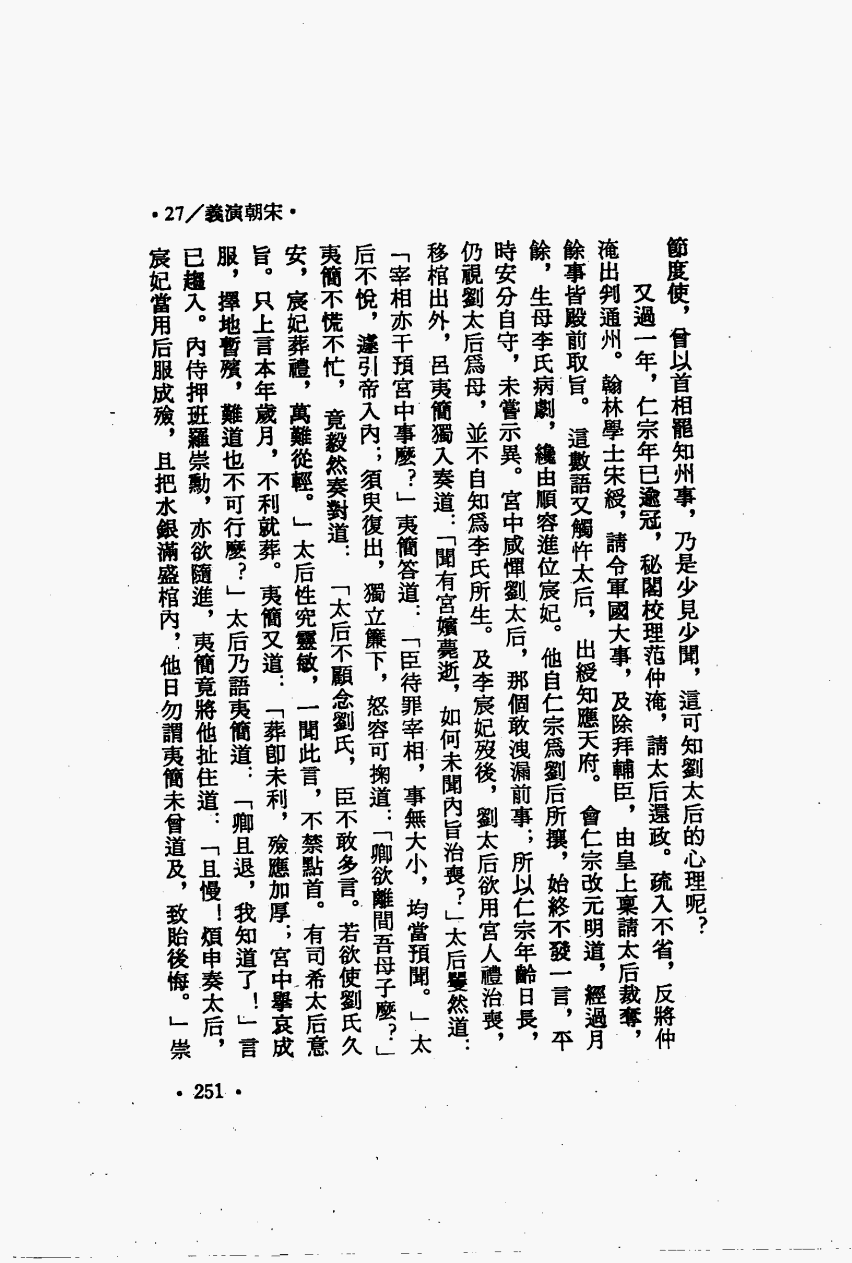 •27／義演朝宋•
節度使，曾以首相罷知州事，乃是少見少聞，這可知劉太后的心理呢？
又過一年，仁宗年已逾冠，秘閣校理范仲淹，請太后還政。疏入不省，反將仲
淹出判通州。翰林學士宋綬，請令軍國大事，及除拜輔臣，由皇上稟請太后裁奪，
餘事皆殿前取旨。這數語又觸忤太后，出綬知應天府。會仁宗改元明道，經過月
餘，生母李氏病劇，纔由順容進位宸妃。他自仁宗爲劉后所攘，始終不發一言，平
時安分自守，未嘗示異。宮中咸憚劉太后，那個敢洩漏前事；所以仁宗年齡日長，
仍視劉太后爲母，並不自知爲李氏所生。及李宸妃歿後，劉太后欲用宮人禮治喪，
移棺出外，呂夷簡獨入奏道：「聞有宮嬪薨逝，如何未聞內旨治喪？」太后矍然道：
「宰相亦干預宮中事麼？」夷簡答道：「臣待罪宰相，事無大小，均當預聞。」太
后不悅，遽引帝入內；須臾復出，獨立簾下，怒容可掬道：「卿欲離間吾母子麼？」
夷簡不慌不忙，竟毅然奏對道：「太后不顧念劉氏，臣不敢多言。若欲使劉氏久
安，宸妃葬禮，萬難從輕。」太后性究靈敏，一聞此言，不禁點首。有司希太后意
旨。只上言本年歲月，不利就葬。夷簡又道：「葬卽未利，殮應加厚；宮中舉哀成
服，擇地暫殯，難道也不可行麼？」太后乃語夷簡道：「卿且退，我知道了！」言
已趨入。內侍押班羅崇勳，亦欲隨進，夷簡竟將他扯住道：「且慢！煩申奏太后，
宸妃當用后服成殮，且把水銀滿盛棺內，他日勿謂夷簡未曾道及，致貽後悔。」崇
•251•